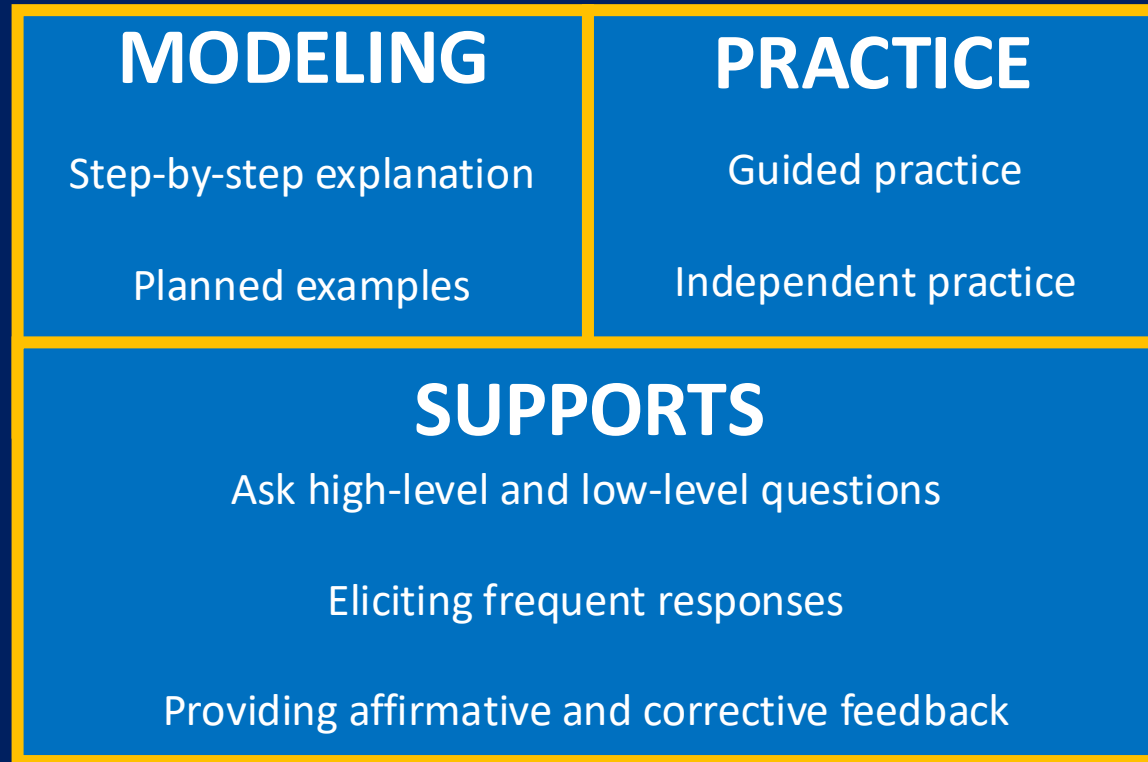 MODELING
Step-by-step explanation
Planned examples
PRACTICE
Guided practice
Independent practice
SUPPORTS
Ask high-level and low-level questions
Eliciting frequent responses
Providing affirmative and corrective feedback